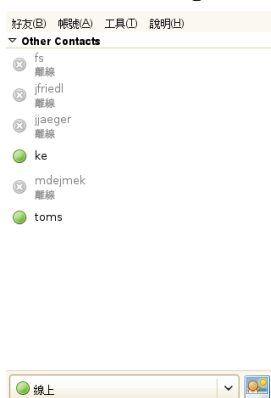 好友(B) 帳號(A) 工具(T) 說明(H)
Other Contacts
fs
離線
jfriedl
離線
jjaeger
離線
ke
mdejmek
離線
toms
線上